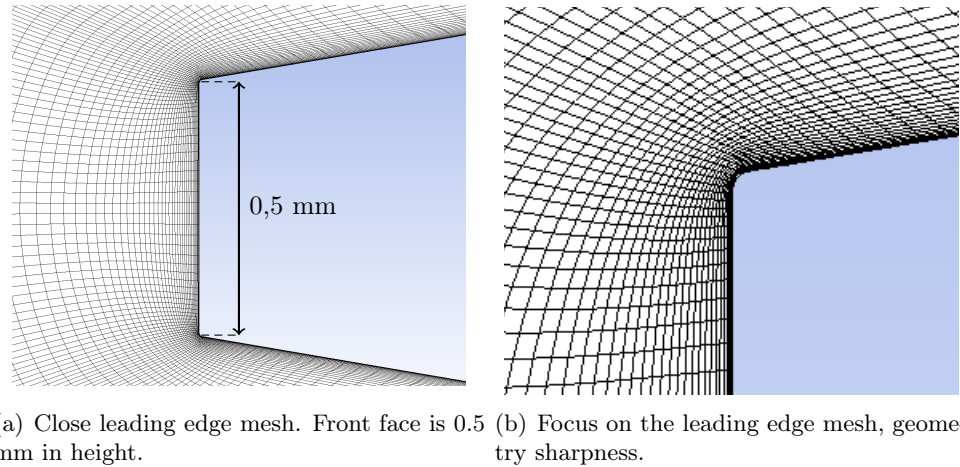 0,5 mm
a) Close leading edge mesh. Front face is 0.5
mm in height.
(b) Focus on the leading edge mesh, geome
try sharpness.